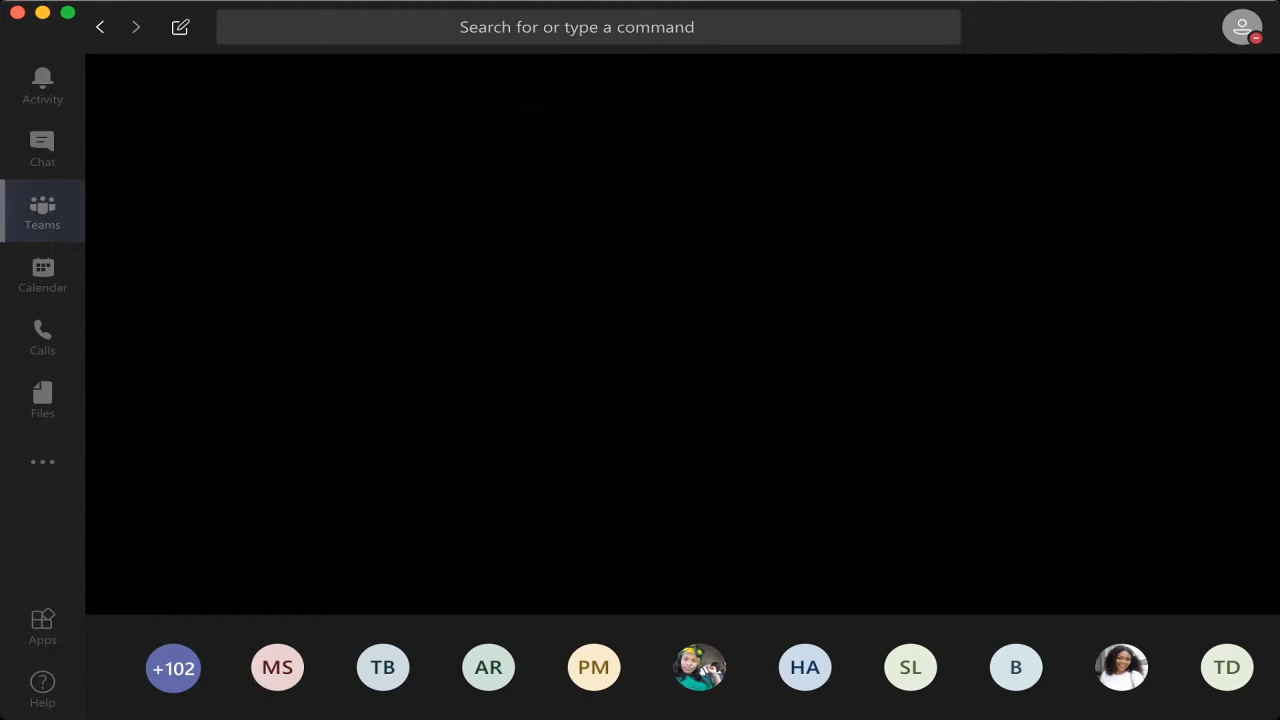 Search for or type a command
Activity
Chat
Teams
Calendar
Calls
Files
Apps
Help
+102
MS
TB
AR
PM
HA
SL
B
TD